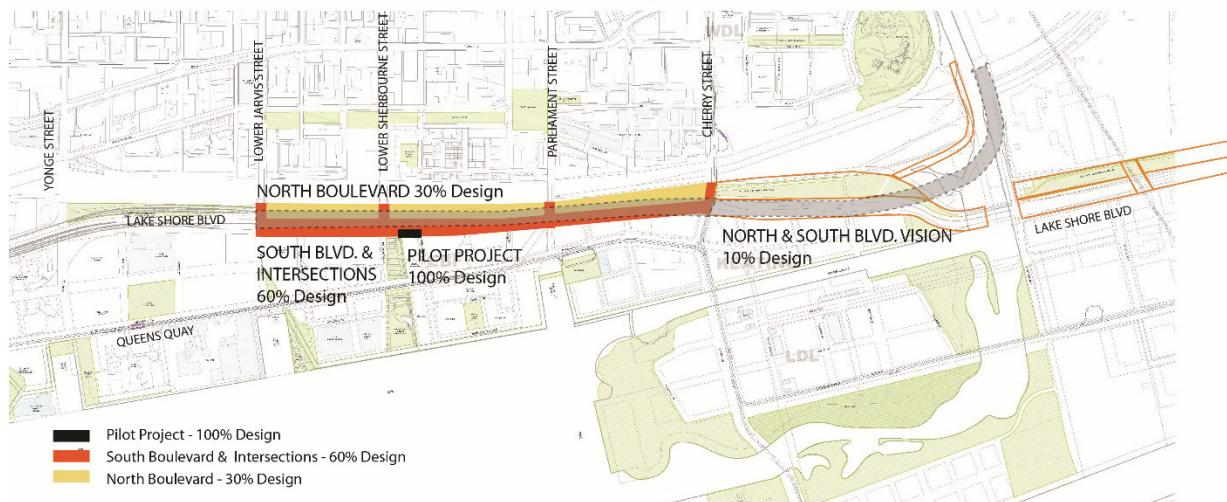 YONGE STREET
LOWER JARVIS STREET
LOWER SHERBOURNE STREET
PARLIAMENT STREET
CHERRY STREET
WDL
NORTH BOULEVARD 30% Design
LAKE SHORE BLVD
SOUTH BLVD. &
INTERSECTIONS
60% Design
PILOT PROJECT
100% Design
NORTH & SOUTH BLVD. VISION
10% Design
LAKE SHORE BLVD
QUEENS QUAY
LDL
Pilot Project - 100% Design
South Boulevard & Intersections - 60% Design
North Boulevard - 30% Design